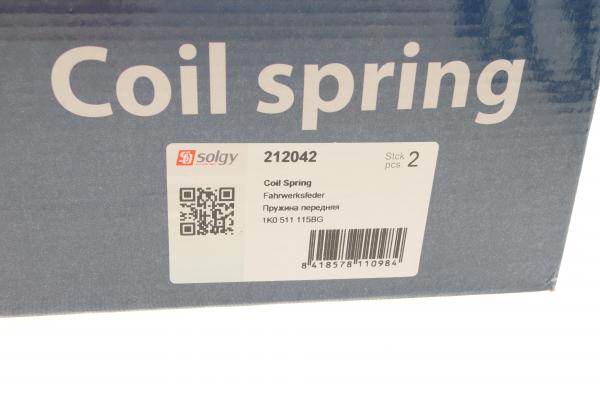 Coil spring
solgy
212042
Stck pcs. 2
Coil Spring
Fahrwerksfeder
Пружина передняя
1K0 511 115BG
8 418578 110984